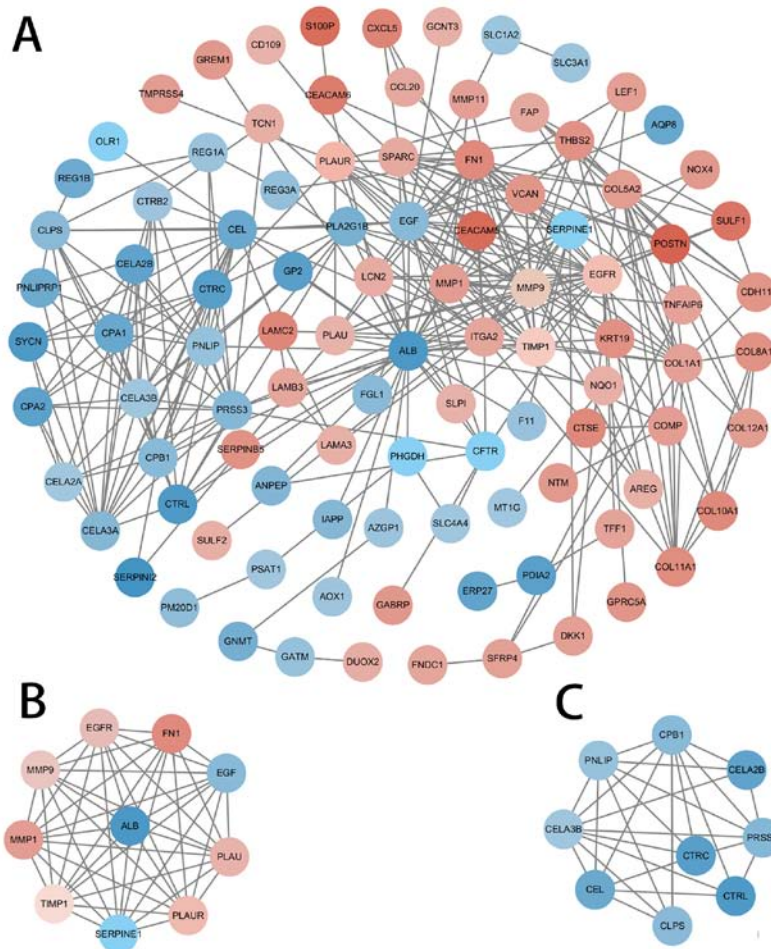 A
S100P
CXCL5
GCNT3
SLC1A2
CD109
SLC3A1
GREM1
CEACAM6
CCL20
MMP11
LEF1
TMPRSS4
FAP
TCN1
AQP8
OLR1
THBS2
REG1A
PLAUR
SPARC
FN1
NOX4
REG1B
REG3A
VCAN
COL5A2
CTRB2
SULF1
CLPS
CEL
PLA2G1B
EGF
CEACAM5
SERPINE1
POSTN
CELA2B
GP2
LCN2
EGFR
CDH11
PNLIPRP1
CTRC
MMP1
MMP9
TNFAIP6
SYCN
CPA1
PNLIP
LAMC2
PLAU
ITGA2
TIMP1
KRT19
COL8A1
ALB
COL1A1
CPA2
CELA3B
PRSS3
LAMB3
FGL1
SLPI
NQO1
F11
CTSE
COMP
COL12A1
CPB1
SERPINB5
LAMA3
PHGDH
CFTR
CELA2A
CTRL
ANPEP
NTM
AREG
CELA3A
SULF2
IAPP
AZGP1
SLC4A4
MT1G
COL10A1
TFF1
SERPINI2
PSAT1
COL11A1
PM20D1
AOX1
GABRP
ERP27
PDIA2
GPRC5A
GNMT
GATM
DUOX2
FNDC1
SFRP4
DKK1
B
EGFR
FN1
MMP9
EGF
ALB
MMP1
PLAU
TIMP1
PLAUR
SERPINE1
C
CPB1
PNLIP
CELA2B
CELA3B
PRSS
CTRC
CEL
CTRL
CLPS